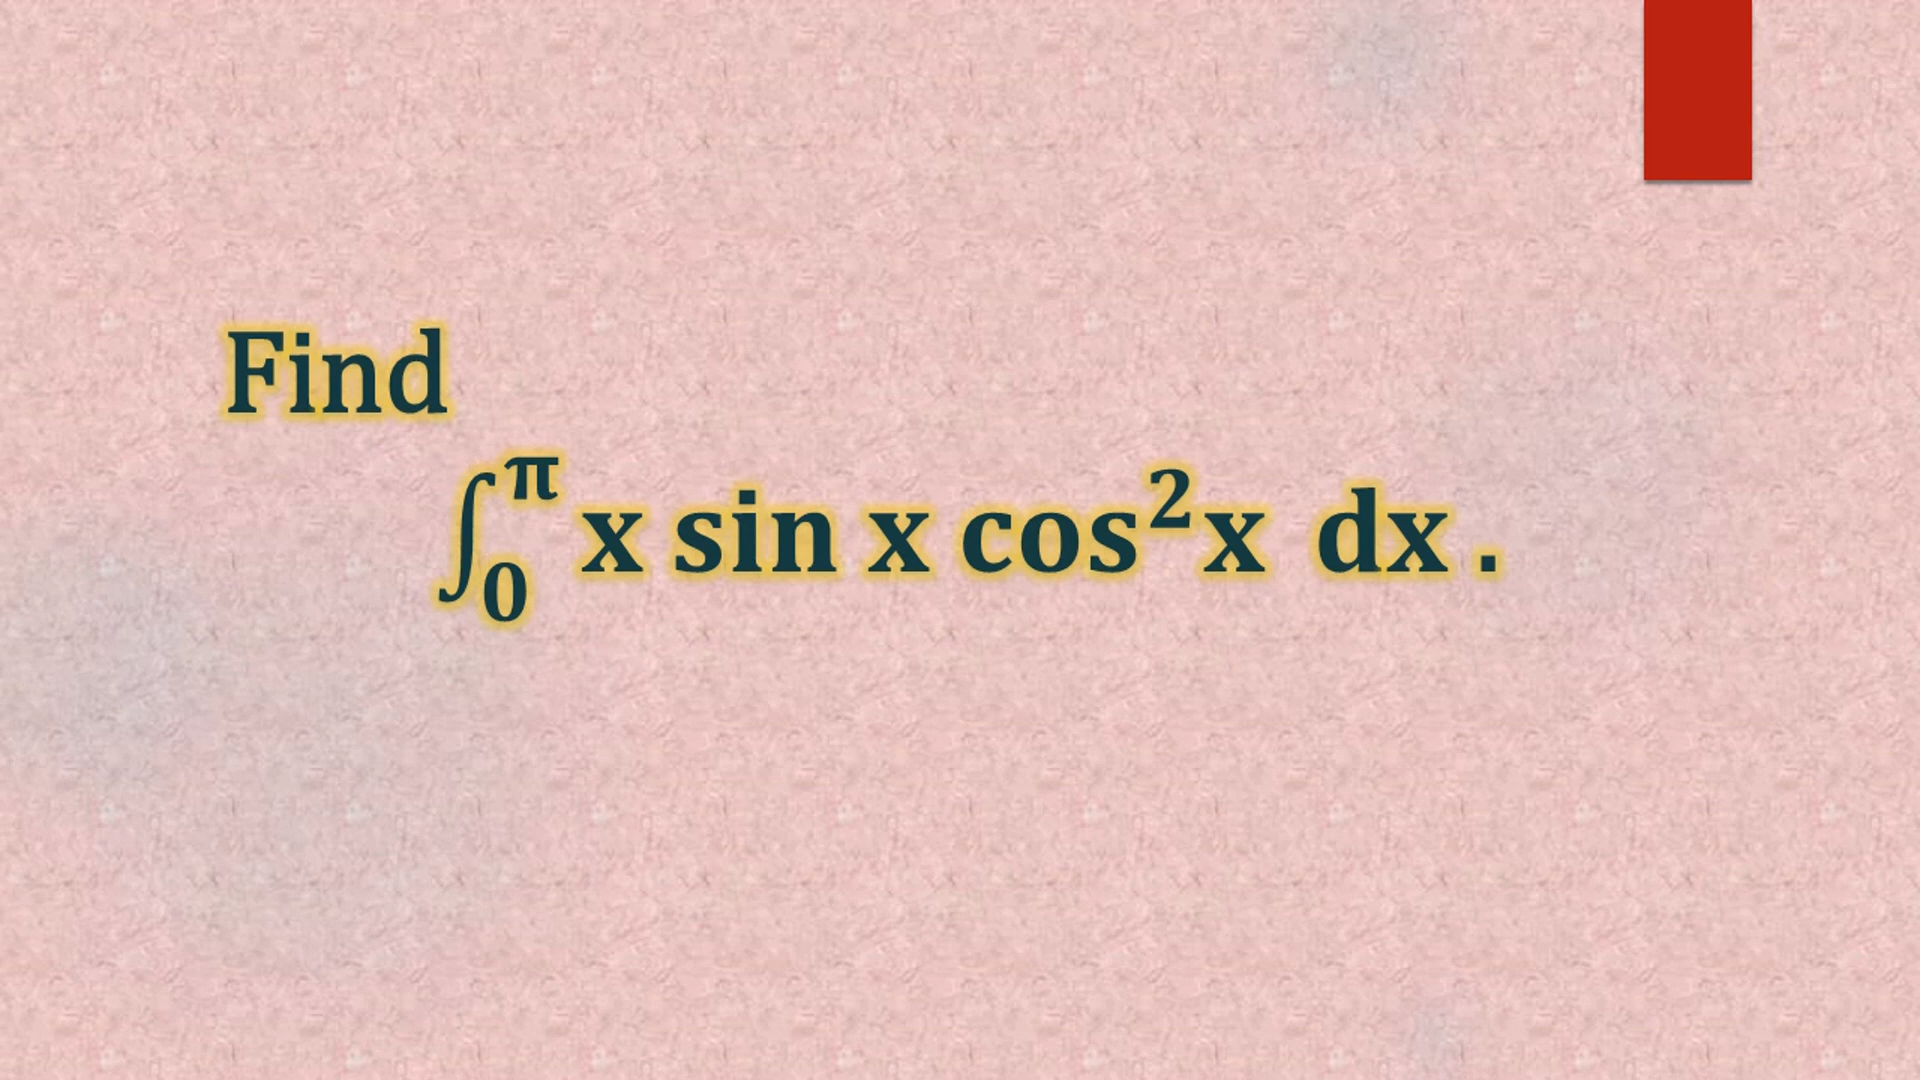 Find
∫₀^π x sin x cos²x dx .